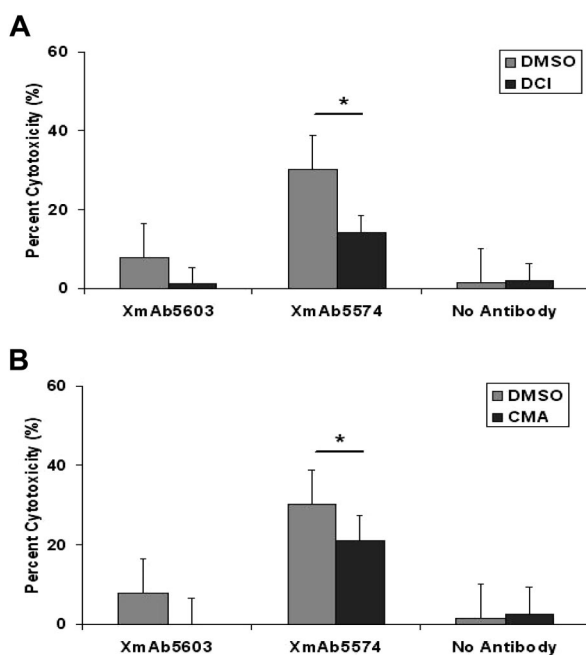 A
60
DMSO
DCI
*
40
20
0
Percent Cytotoxicity (%)
XmAb5603 XmAb5574 No Antibody
B
60
DMSO
CMA
*
40
20
0
Percent Cytotoxicity (%)
XmAb5603 XmAb5574 No Antibody